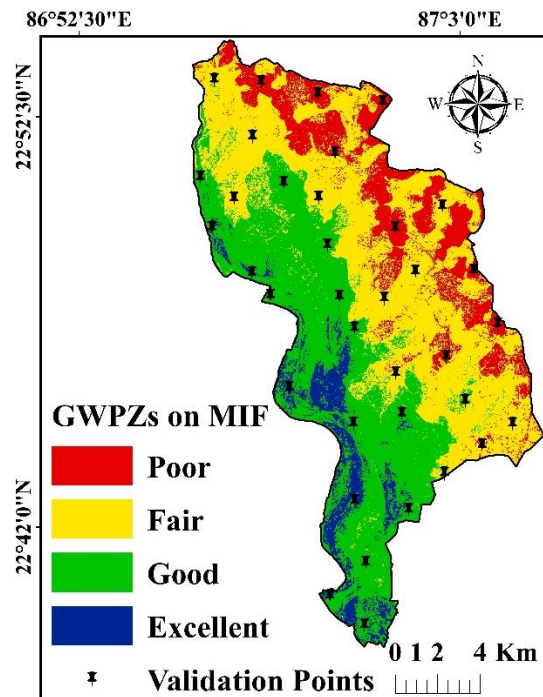 86°52'30"E 87°3'0"E
22°52'30"N
N
W E
S
GWPZs on MIF
Poor
Fair
22°42'0"N
Good
Excellent
Validation Points
0 1 2 4 Km